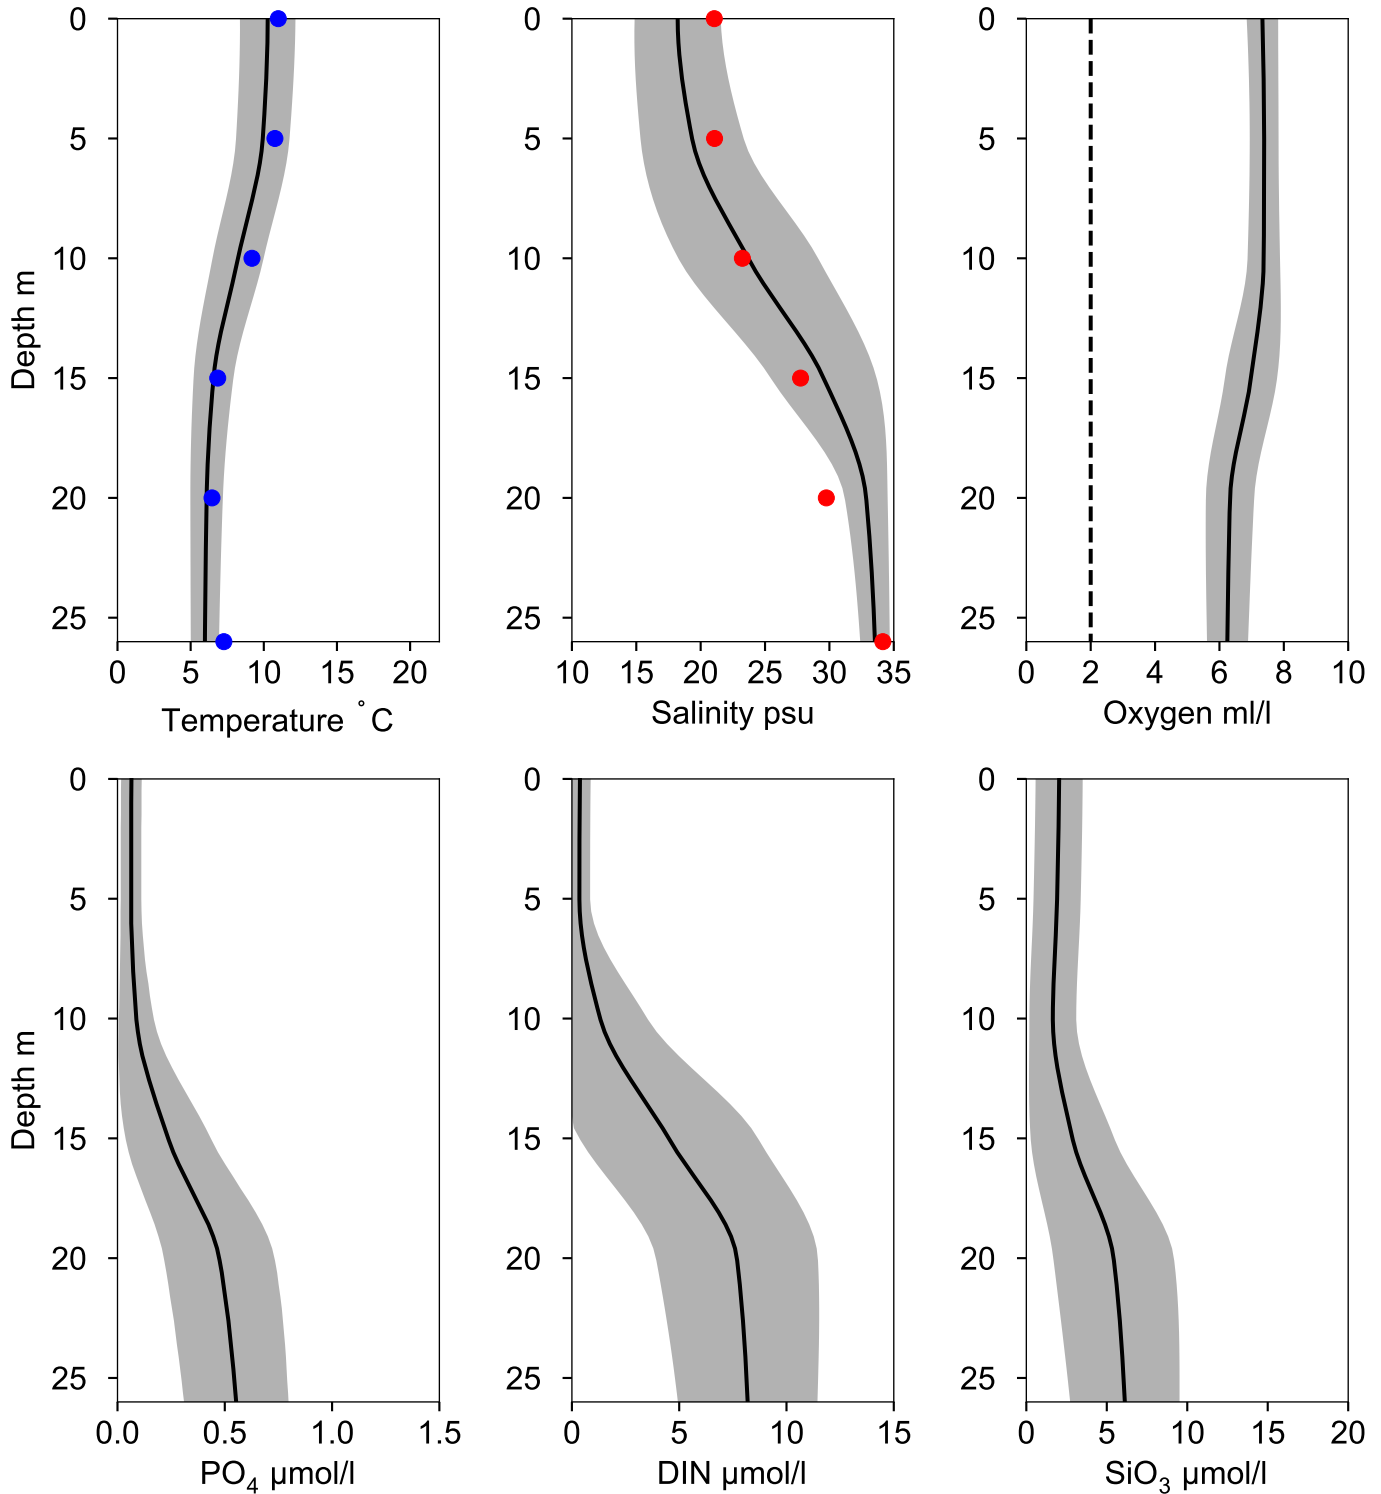 0
5
10
15
20
25
Depth m
0 5 10 15 20
Temperature °C
0
5
10
15
20
25
10 15 20 25 30 35
Salinity psu
0
5
10
15
20
25
0 2 4 6 8 10
Oxygen ml/l
0
5
10
15
20
25
Depth m
0.0 0.5 1.0 1.5
PO4 µmol/l
0
5
10
15
20
25
0 5 10 15
DIN µmol/l
0
5
10
15
20
25
0 5 10 15 20
SiO3 µmol/l